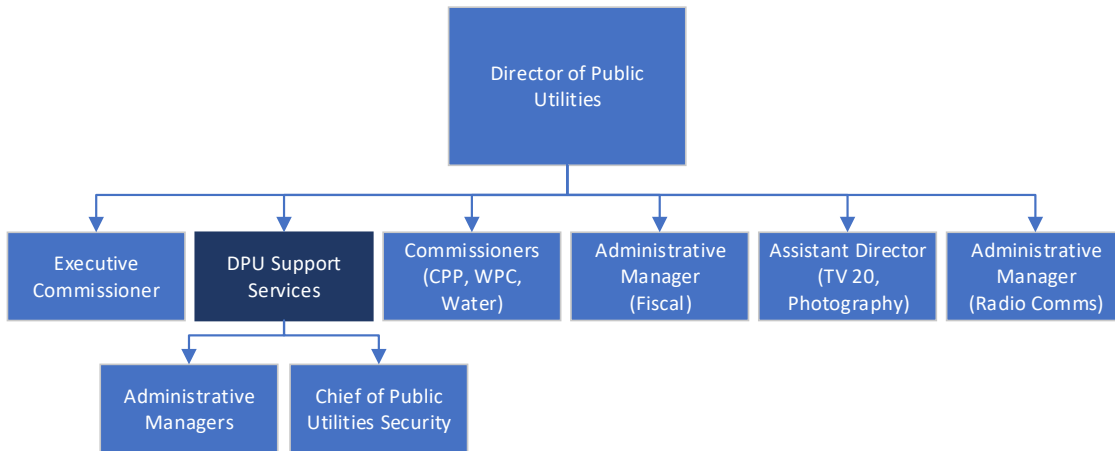 Director of Public
Utilities
Executive
Commissioner
DPU Support
Services
Commissioners
(CPP, WPC,
Water)
Administrative
Manager
(Fiscal)
Assistant Director
(TV 20,
Photography)
Administrative
Manager
(Radio Comms)
Administrative
Managers
Chief of Public
Utilities Security